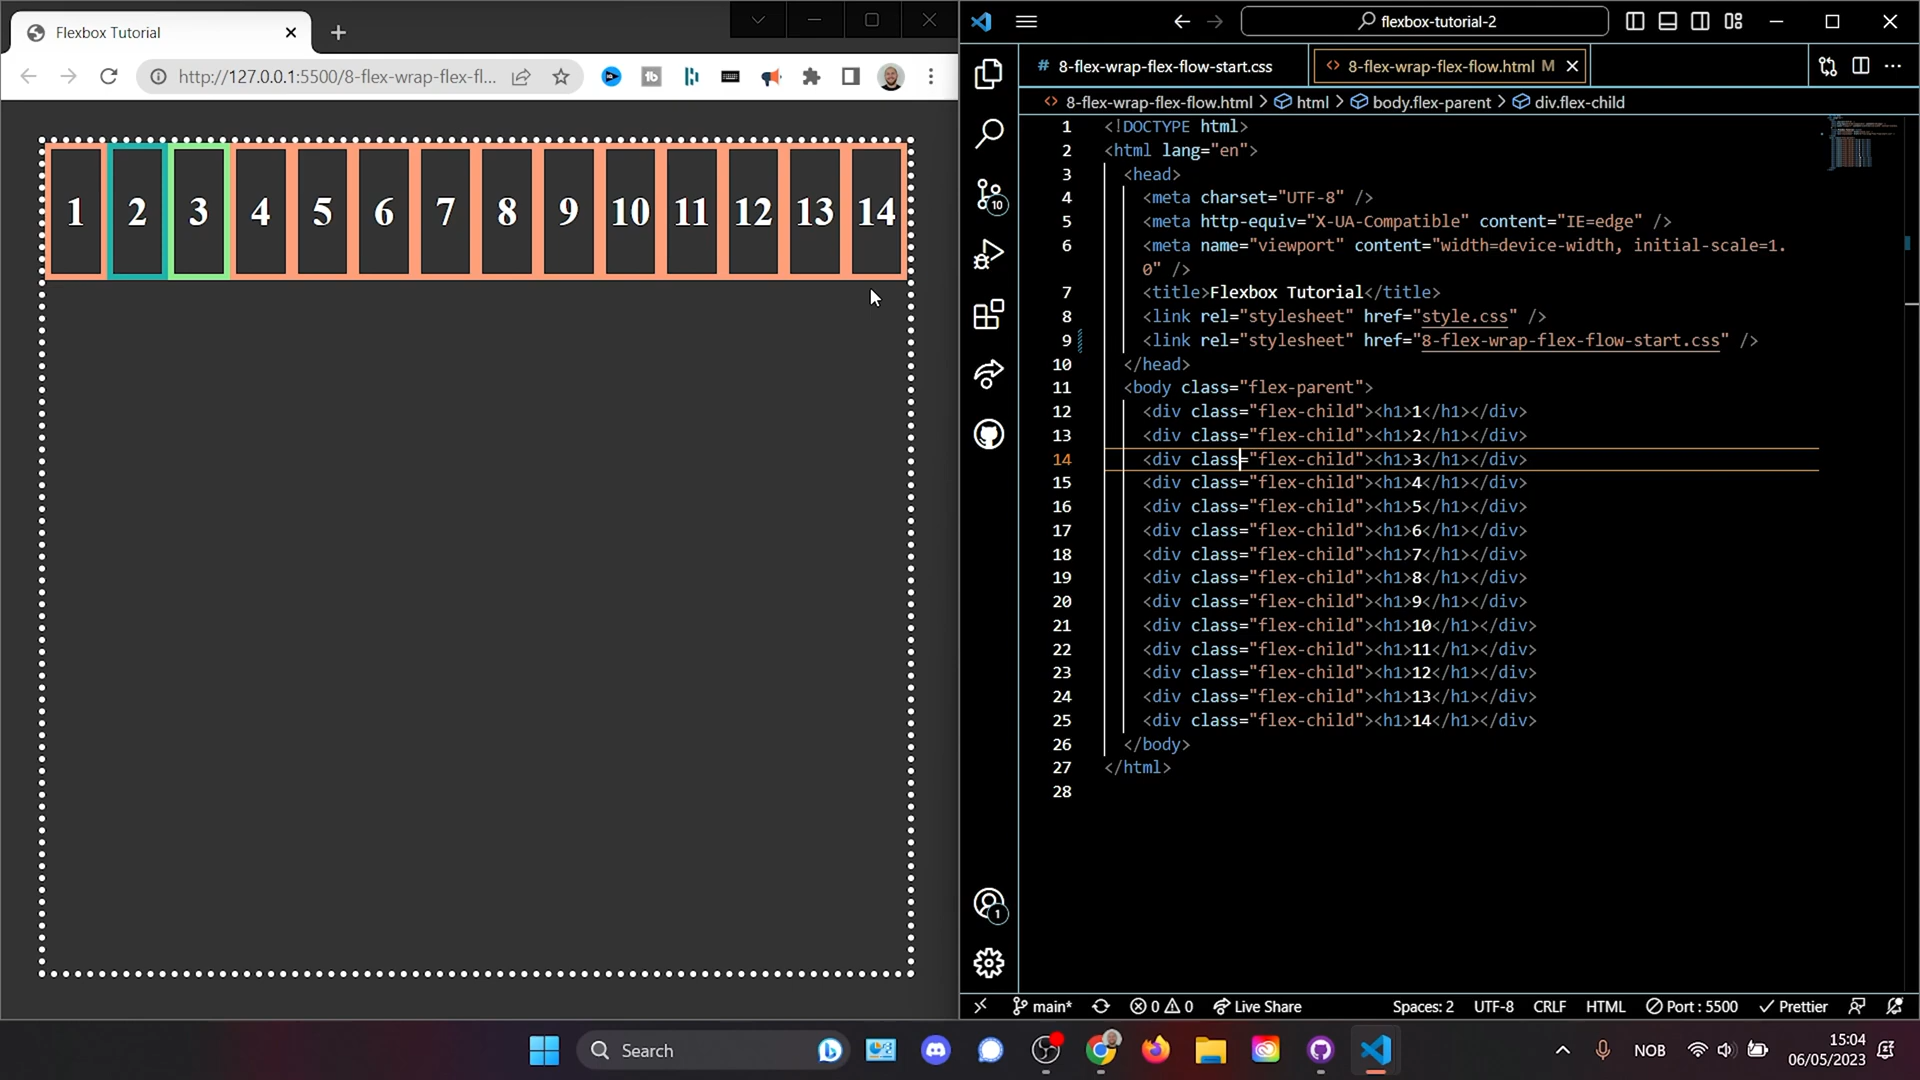 Flexbox Tutorial
http://127.0.0.1:5500/8-flex-wrap-flex-fl...
1 2 3 4 5 6 7 8 9 10 11 12 13 14
flexbox-tutorial-2
# 8-flex-wrap-flex-flow-start.css
<> 8-flex-wrap-flex-flow.html M
<> 8-flex-wrap-flex-flow.html > html > body.flex-parent > div.flex-child
1 <!DOCTYPE html>
2 <html lang="en">
3 <head>
4 <meta charset="UTF-8" />
5 <meta http-equiv="X-UA-Compatible" content="IE=edge" />
6 <meta name="viewport" content="width=device-width, initial-scale=1.
0" />
7 <title>Flexbox Tutorial</title>
8 <link rel="stylesheet" href="style.css" />
9 <link rel="stylesheet" href="8-flex-wrap-flex-flow-start.css" />
10 </head>
11 <body class="flex-parent">
12 <div class="flex-child"><h1>1</h1></div>
13 <div class="flex-child"><h1>2</h1></div>
14 <div class="flex-child"><h1>3</h1></div>
15 <div class="flex-child"><h1>4</h1></div>
16 <div class="flex-child"><h1>5</h1></div>
17 <div class="flex-child"><h1>6</h1></div>
18 <div class="flex-child"><h1>7</h1></div>
19 <div class="flex-child"><h1>8</h1></div>
20 <div class="flex-child"><h1>9</h1></div>
21 <div class="flex-child"><h1>10</h1></div>
22 <div class="flex-child"><h1>11</h1></div>
23 <div class="flex-child"><h1>12</h1></div>
24 <div class="flex-child"><h1>13</h1></div>
25 <div class="flex-child"><h1>14</h1></div>
26 </body>
27 </html>
28
10
1
main* 0 0 Live Share Spaces: 2 UTF-8 CRLF HTML Port : 5500 Prettier
Search
NOB
15:04
06/05/2023